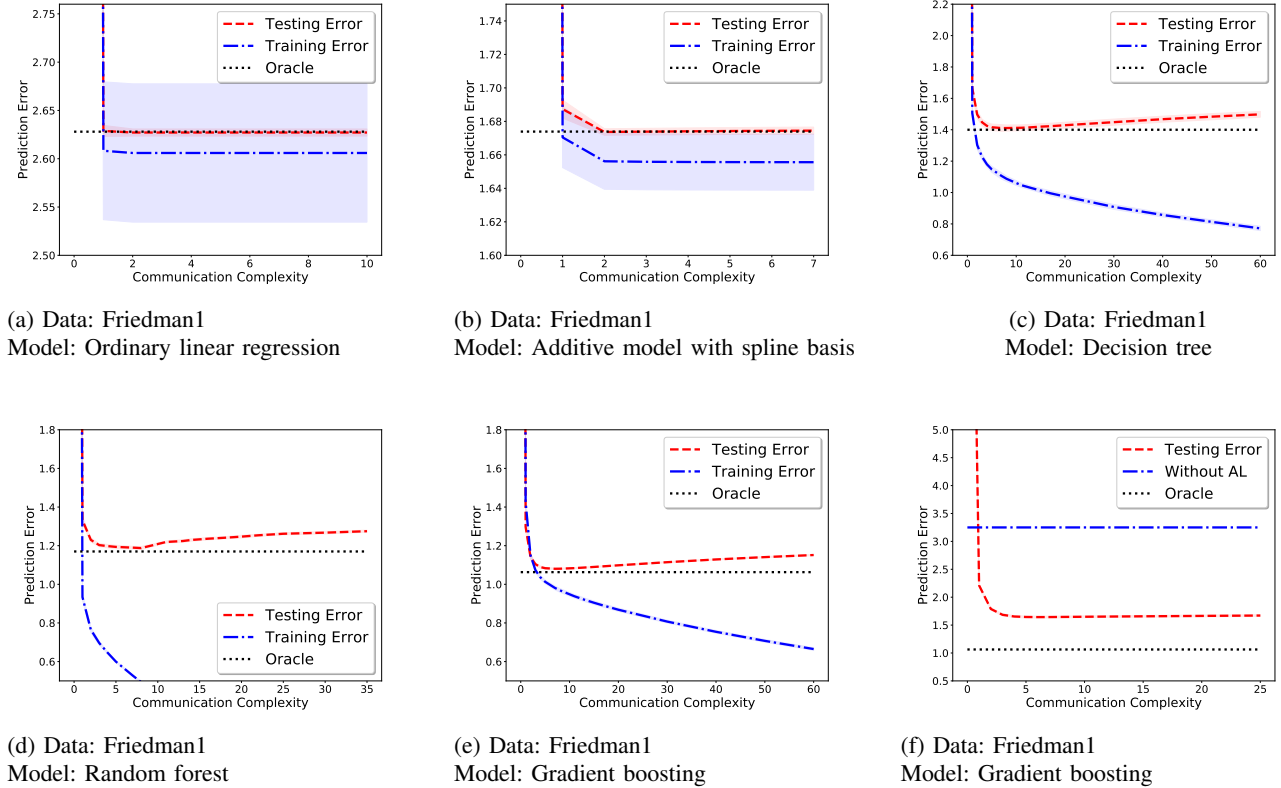 2.75
2.70
2.65
2.60
2.55
2.50
Prediction Error
0 2 4 6 8 10
Communication Complexity
Testing Error
Training Error
Oracle
(a) Data: Friedman1
Model: Ordinary linear regression
1.74
1.72
1.70
1.68
1.66
1.64
1.62
1.60
Prediction Error
0 1 2 3 4 5 6 7
Communication Complexity
Testing Error
Training Error
Oracle
(b) Data: Friedman1
Model: Additive model with spline basis
2.2
2.0
1.8
1.6
1.4
1.2
1.0
0.8
0.6
Prediction Error
0 10 20 30 40 50 60
Communication Complexity
Testing Error
Training Error
Oracle
(c) Data: Friedman1
Model: Decision tree
1.8
1.6
1.4
1.2
1.0
0.8
0.6
Prediction Error
0 5 10 15 20 25 30 35
Communication Complexity
Testing Error
Training Error
Oracle
(d) Data: Friedman1
Model: Random forest
1.8
1.6
1.4
1.2
1.0
0.8
0.6
Prediction Error
0 10 20 30 40 50 60
Communication Complexity
Testing Error
Training Error
Oracle
(e) Data: Friedman1
Model: Gradient boosting
5.0
4.5
4.0
3.5
3.0
2.5
2.0
1.5
1.0
0.5
Prediction Error
0 5 10 15 20 25
Communication Complexity
Testing Error
Without AL
Oracle
(f) Data: Friedman1
Model: Gradient boosting